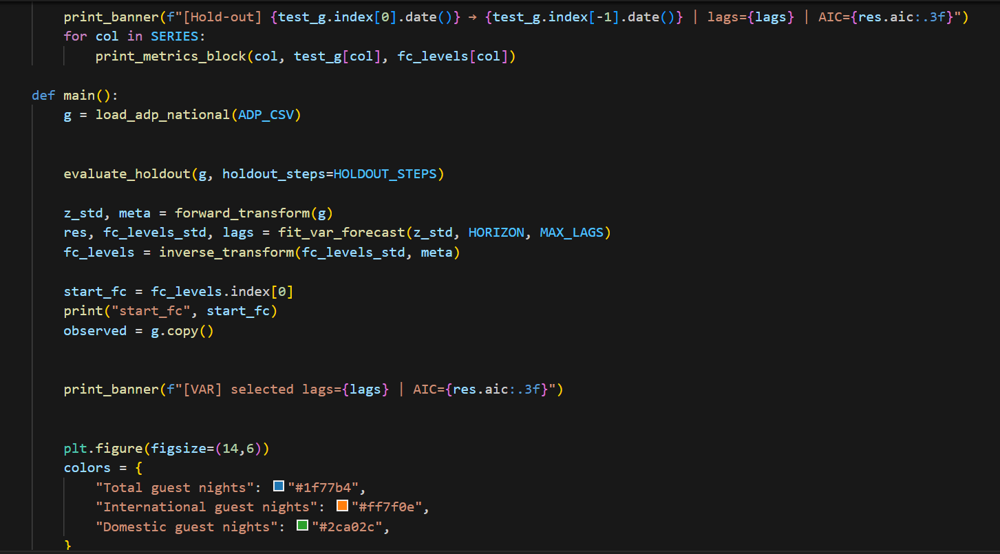 print_banner(f"[Hold-out] {test_g.index[0].date()} → {test_g.index[-1].date()} | lags={lags} | AIC={res.aic:.3f}")
for col in SERIES:
print_metrics_block(col, test_g[col], fc_levels[col])
def main():
g = load_adp_national(ADP_CSV)
evaluate_holdout(g, holdout_steps=HOLDOUT_STEPS)
z_std, meta = forward_transform(g)
res, fc_levels_std, lags = fit_var_forecast(z_std, HORIZON, MAX_LAGS)
fc_levels = inverse_transform(fc_levels_std, meta)
start_fc = fc_levels.index[0]
print("start_fc", start_fc)
observed = g.copy()
print_banner(f"[VAR] selected lags={lags} | AIC={res.aic:.3f}")
plt.figure(figsize=(14,6))
colors = {
"Total guest nights": "#1f77b4",
"International guest nights": "#ff7f0e",
"Domestic guest nights": "#2ca02c",
}